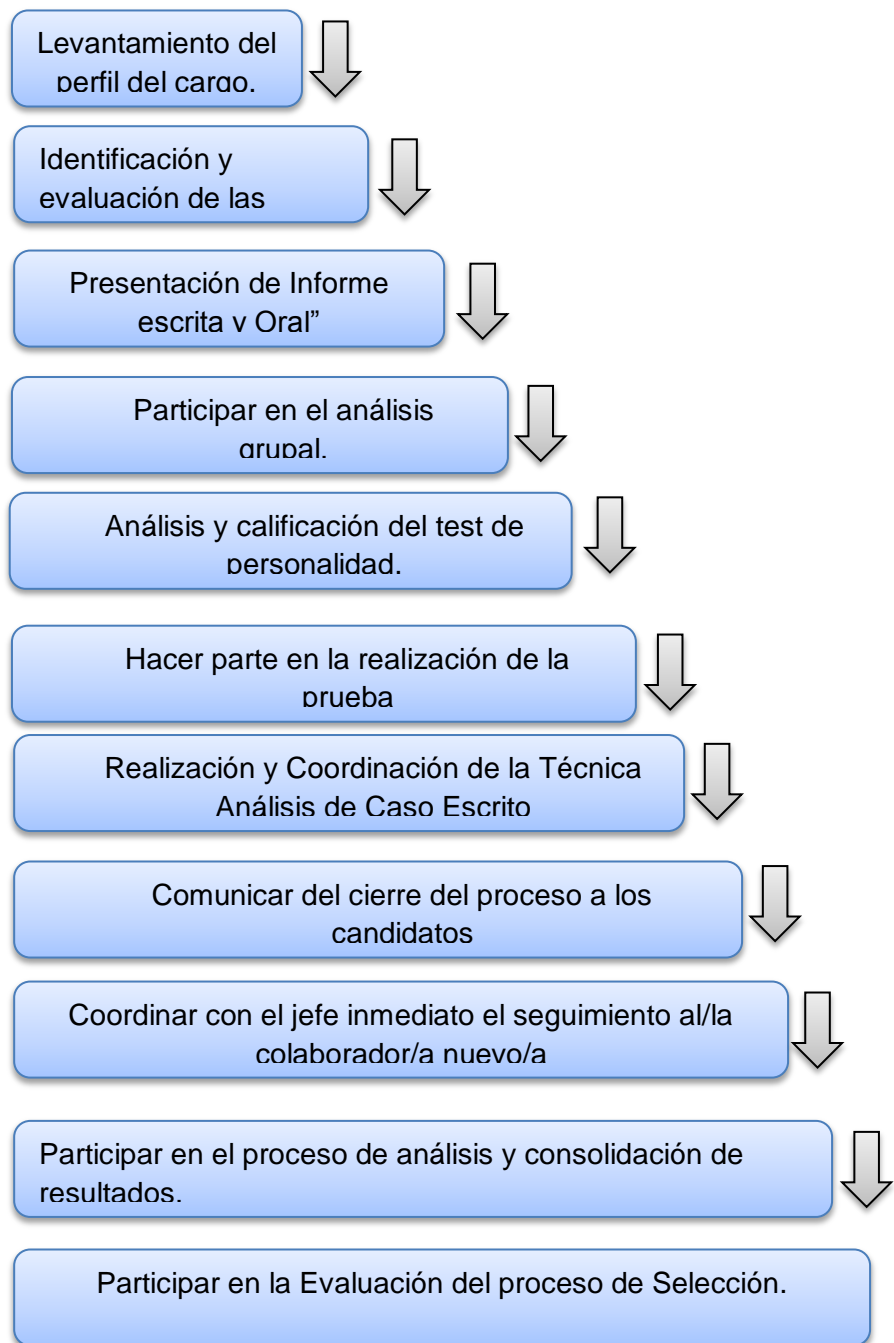 Levantamiento del
perfil del cargo.
Identificación y
evaluación de las
Presentación de Informe
escrita y Oral”
Participar en el análisis
grupal.
Análisis y calificación del test de
personalidad.
Hacer parte en la realización de la
prueba
Realización y Coordinación de la Técnica
Análisis de Caso Escrito
Comunicar del cierre del proceso a los
candidatos
Coordinar con el jefe inmediato el seguimiento al/la
colaborador/a nuevo/a
Participar en el proceso de análisis y consolidación de
resultados.
Participar en la Evaluación del proceso de Selección.